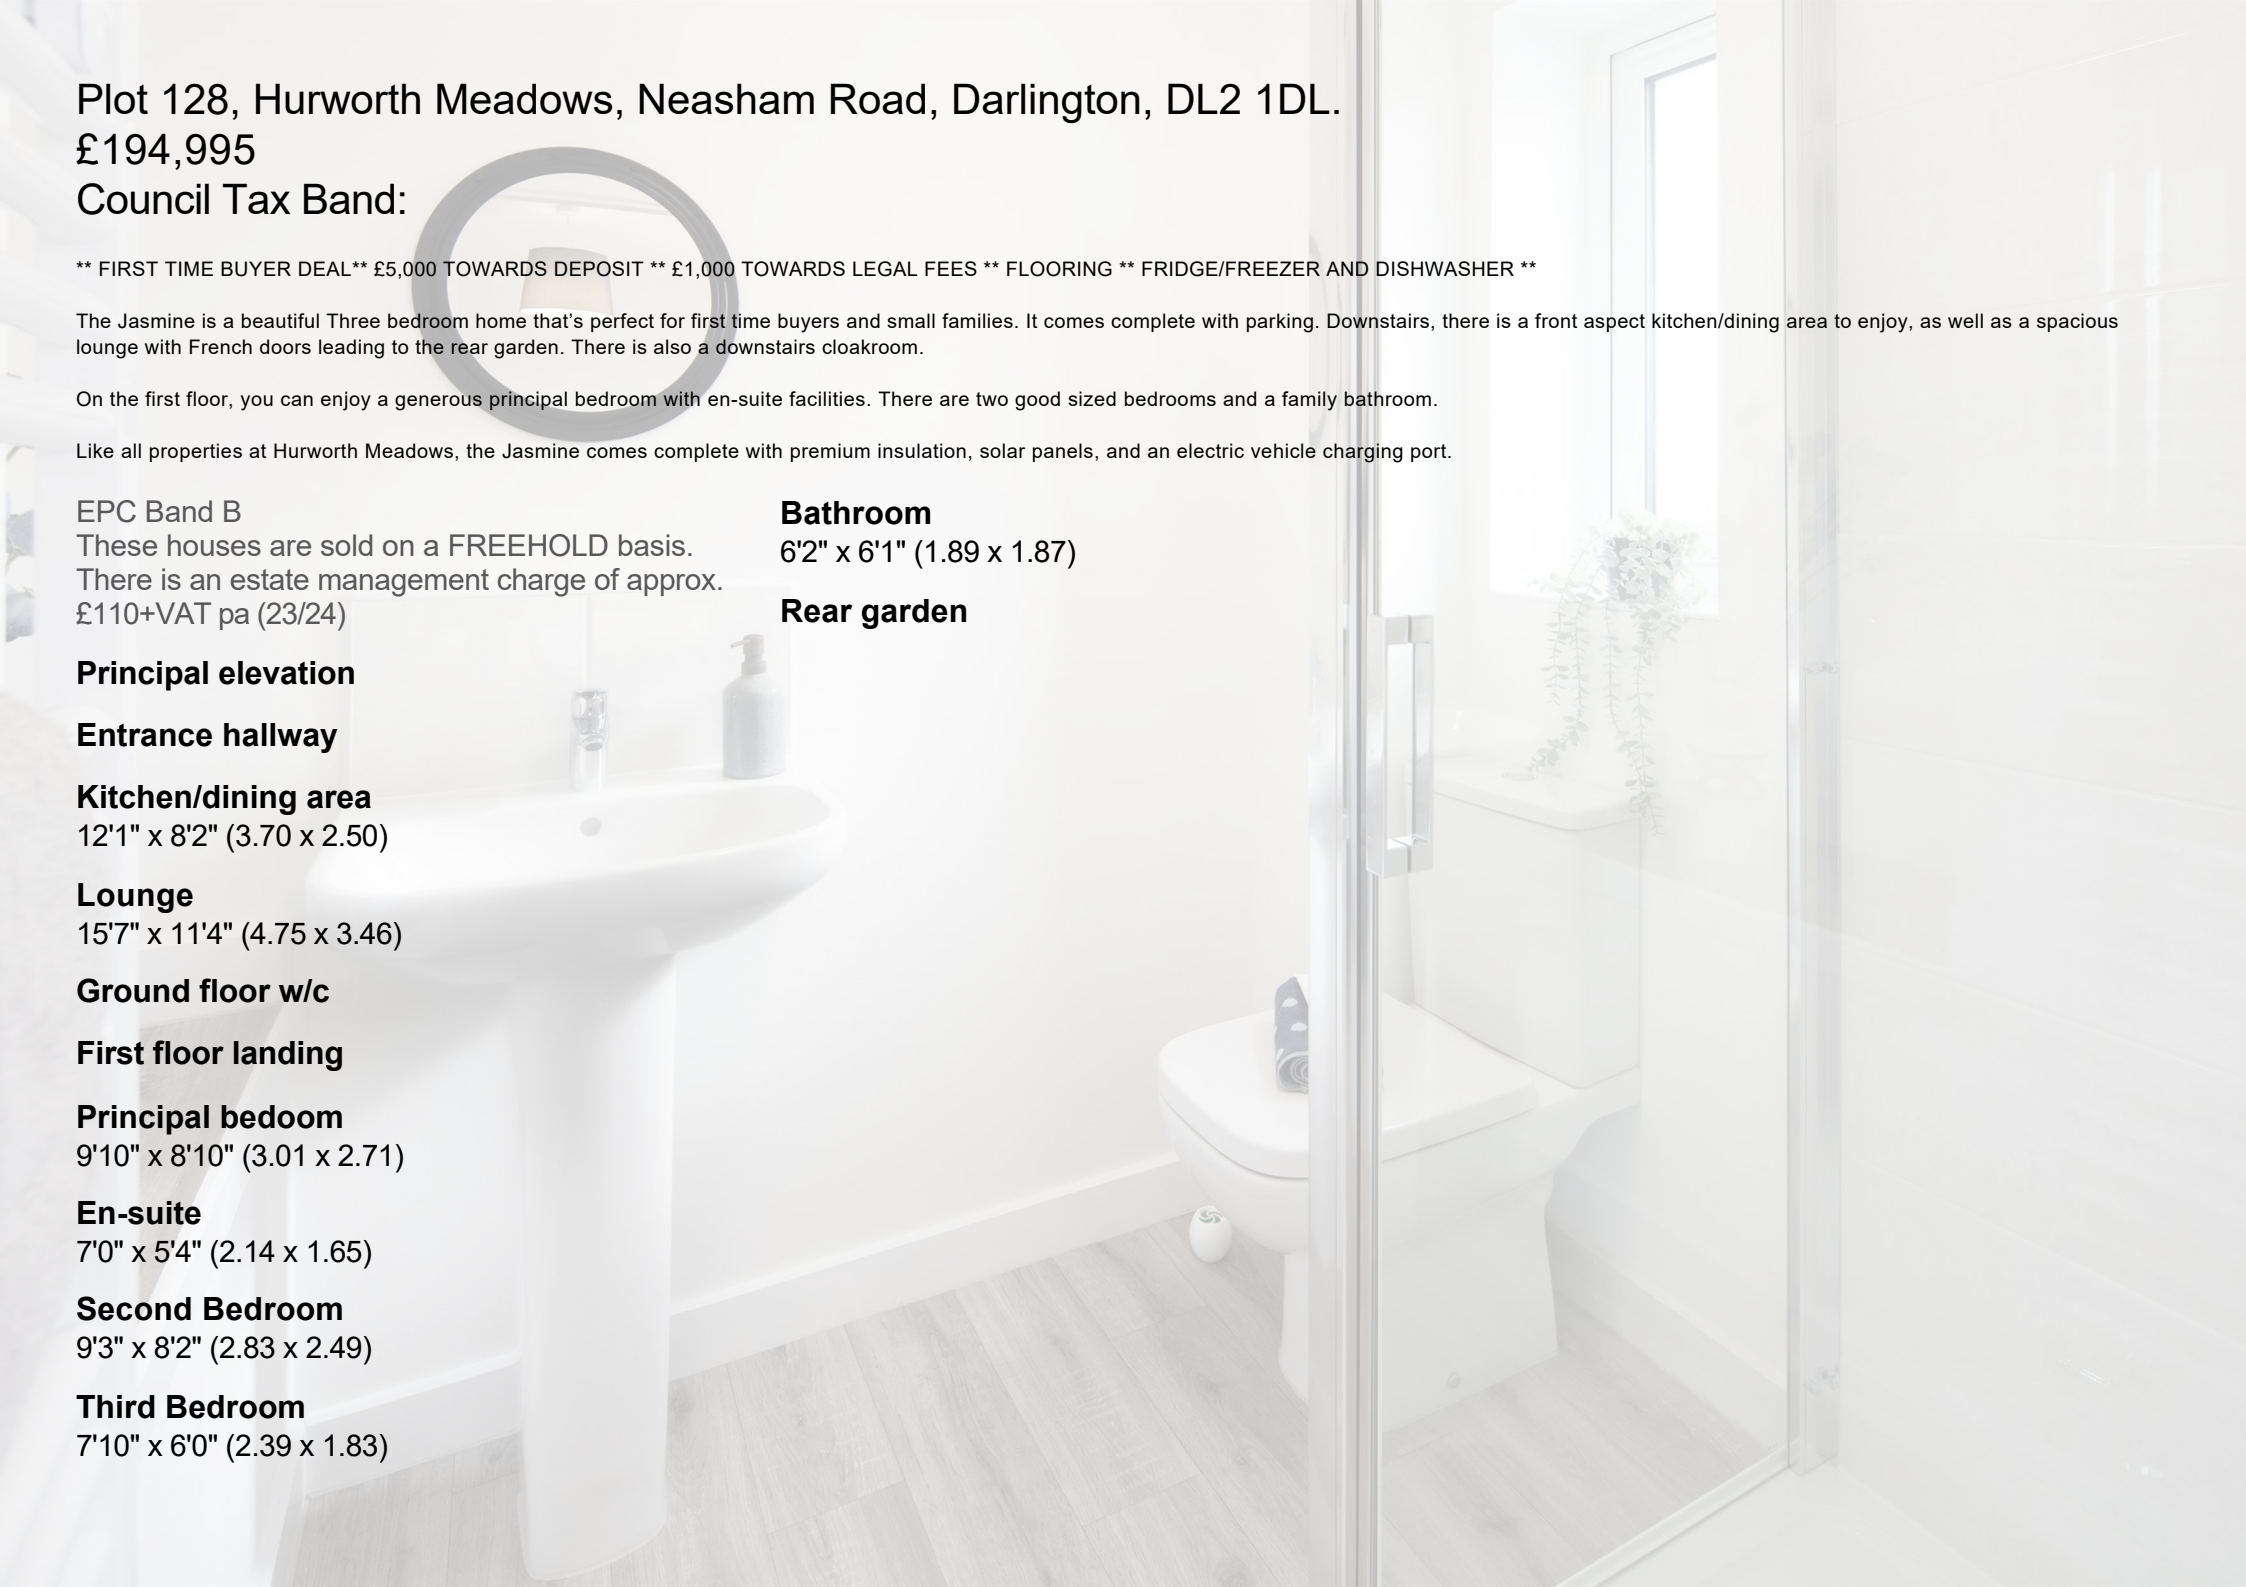 Plot 128, Hurworth Meadows, Neasham Road, Darlington, DL2 1DL.
£194,995
Council Tax Band:
** FIRST TIME BUYER DEAL** £5,000 TOWARDS DEPOSIT ** £1,000 TOWARDS LEGAL FEES ** FLOORING ** FRIDGE/FREEZER AND DISHWASHER **
The Jasmine is a beautiful Three bedroom home that’s perfect for first time buyers and small families. It comes complete with parking. Downstairs, there is a front aspect kitchen/dining area to enjoy, as well as a spacious
lounge with French doors leading to the rear garden. There is also a downstairs cloakroom.
On the first floor, you can enjoy a generous principal bedroom with en-suite facilities. There are two good sized bedrooms and a family bathroom.
Like all properties at Hurworth Meadows, the Jasmine comes complete with premium insulation, solar panels, and an electric vehicle charging port.
EPC Band B
These houses are sold on a FREEHOLD basis.
There is an estate management charge of approx.
£110+VAT pa (23/24)
Principal elevation
Entrance hallway
Kitchen/dining area
12'1" x 8'2" (3.70 x 2.50)
Lounge
15'7" x 11'4" (4.75 x 3.46)
Ground floor w/c
First floor landing
Principal bedoom
9'10" x 8'10" (3.01 x 2.71)
En-suite
7'0" x 5'4" (2.14 x 1.65)
Second Bedroom
9'3" x 8'2" (2.83 x 2.49)
Third Bedroom
7'10" x 6'0" (2.39 x 1.83)
Bathroom
6'2" x 6'1" (1.89 x 1.87)
Rear garden